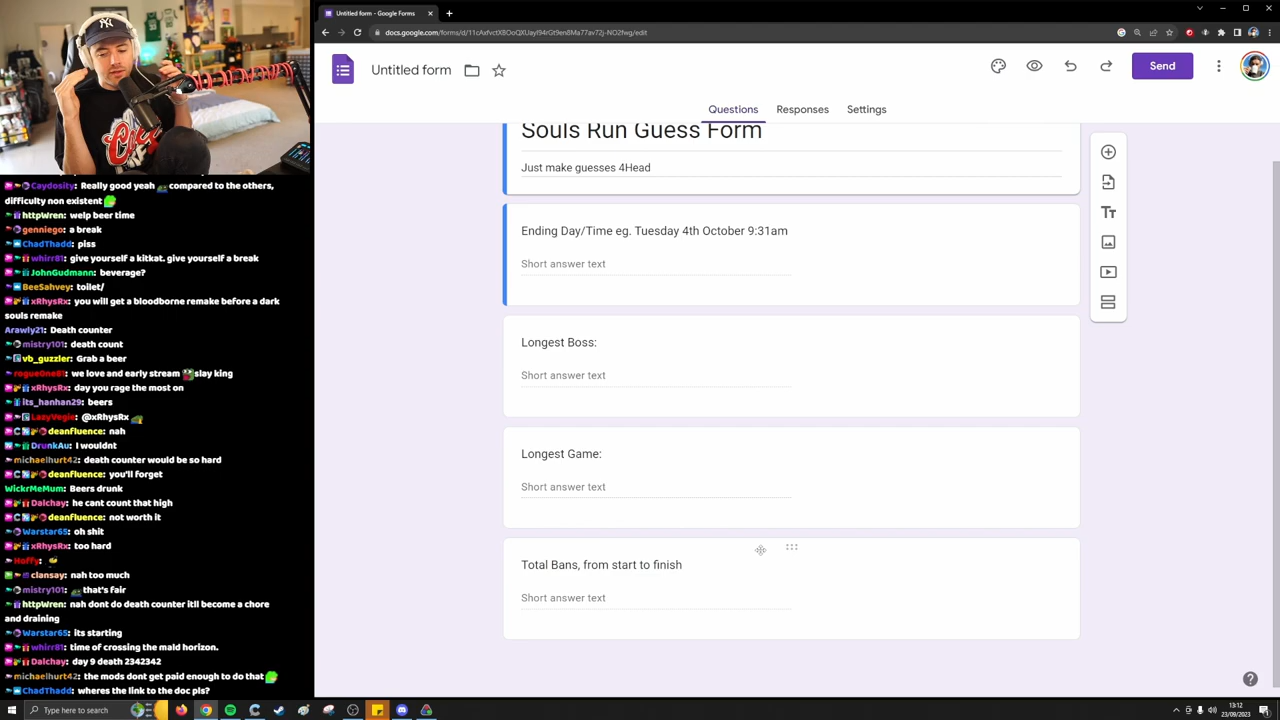 Untitled form - Google Forms
Untitled form
Send
Questions
Responses
Settings
Souls Run Guess Form
Just make guesses 4Head
Ending Day/Time eg. Tuesday 4th October 9:31am
Short answer text
Longest Boss:
Short answer text
Longest Game:
Short answer text
Total Bans, from start to finish
Short answer text
Caydosity: Really good yeah compared to the others,
difficulty non existent
httpWren: welp beer time
genniego: a break
ChadThadd: piss
whirr81: give yourself a kitkat. give yourself a break
JohnGudmann: beverage?
BeeSahvey: toilet/
xRhysRx: you will get a bloodborne remake before a dark
souls remake
Arawly21: Death counter
mistry101: death count
vb_guzzler: Grab a beer
rogueOne81: we love and early stream slay king
xRhysRx: day you rage the most on
its_hanhan29: beers
LazyVegie: @xRhysRx
deanfluence: nah
DrunkAu: I wouldnt
michaelhurt42: death counter would be so hard
deanfluence: you'll forget
WickrMeMum: Beers drunk
Dalchay: he cant count that high
deanfluence: not worth it
Warstar65: oh shit
xRhysRx: too hard
Hoffy:
clansay: nah too much
mistry101: that's fair
httpWren: nah dont do death counter itll become a chore
and draining
Warstar65: its starting
whirr81: time of crossing the mald horizon.
Dalchay: day 9 death 2342342
michaelhurt42: the mods dont get paid enough to do that
ChadThadd: wheres the link to the doc pls?
Type here to search
13:12
23/09/2023